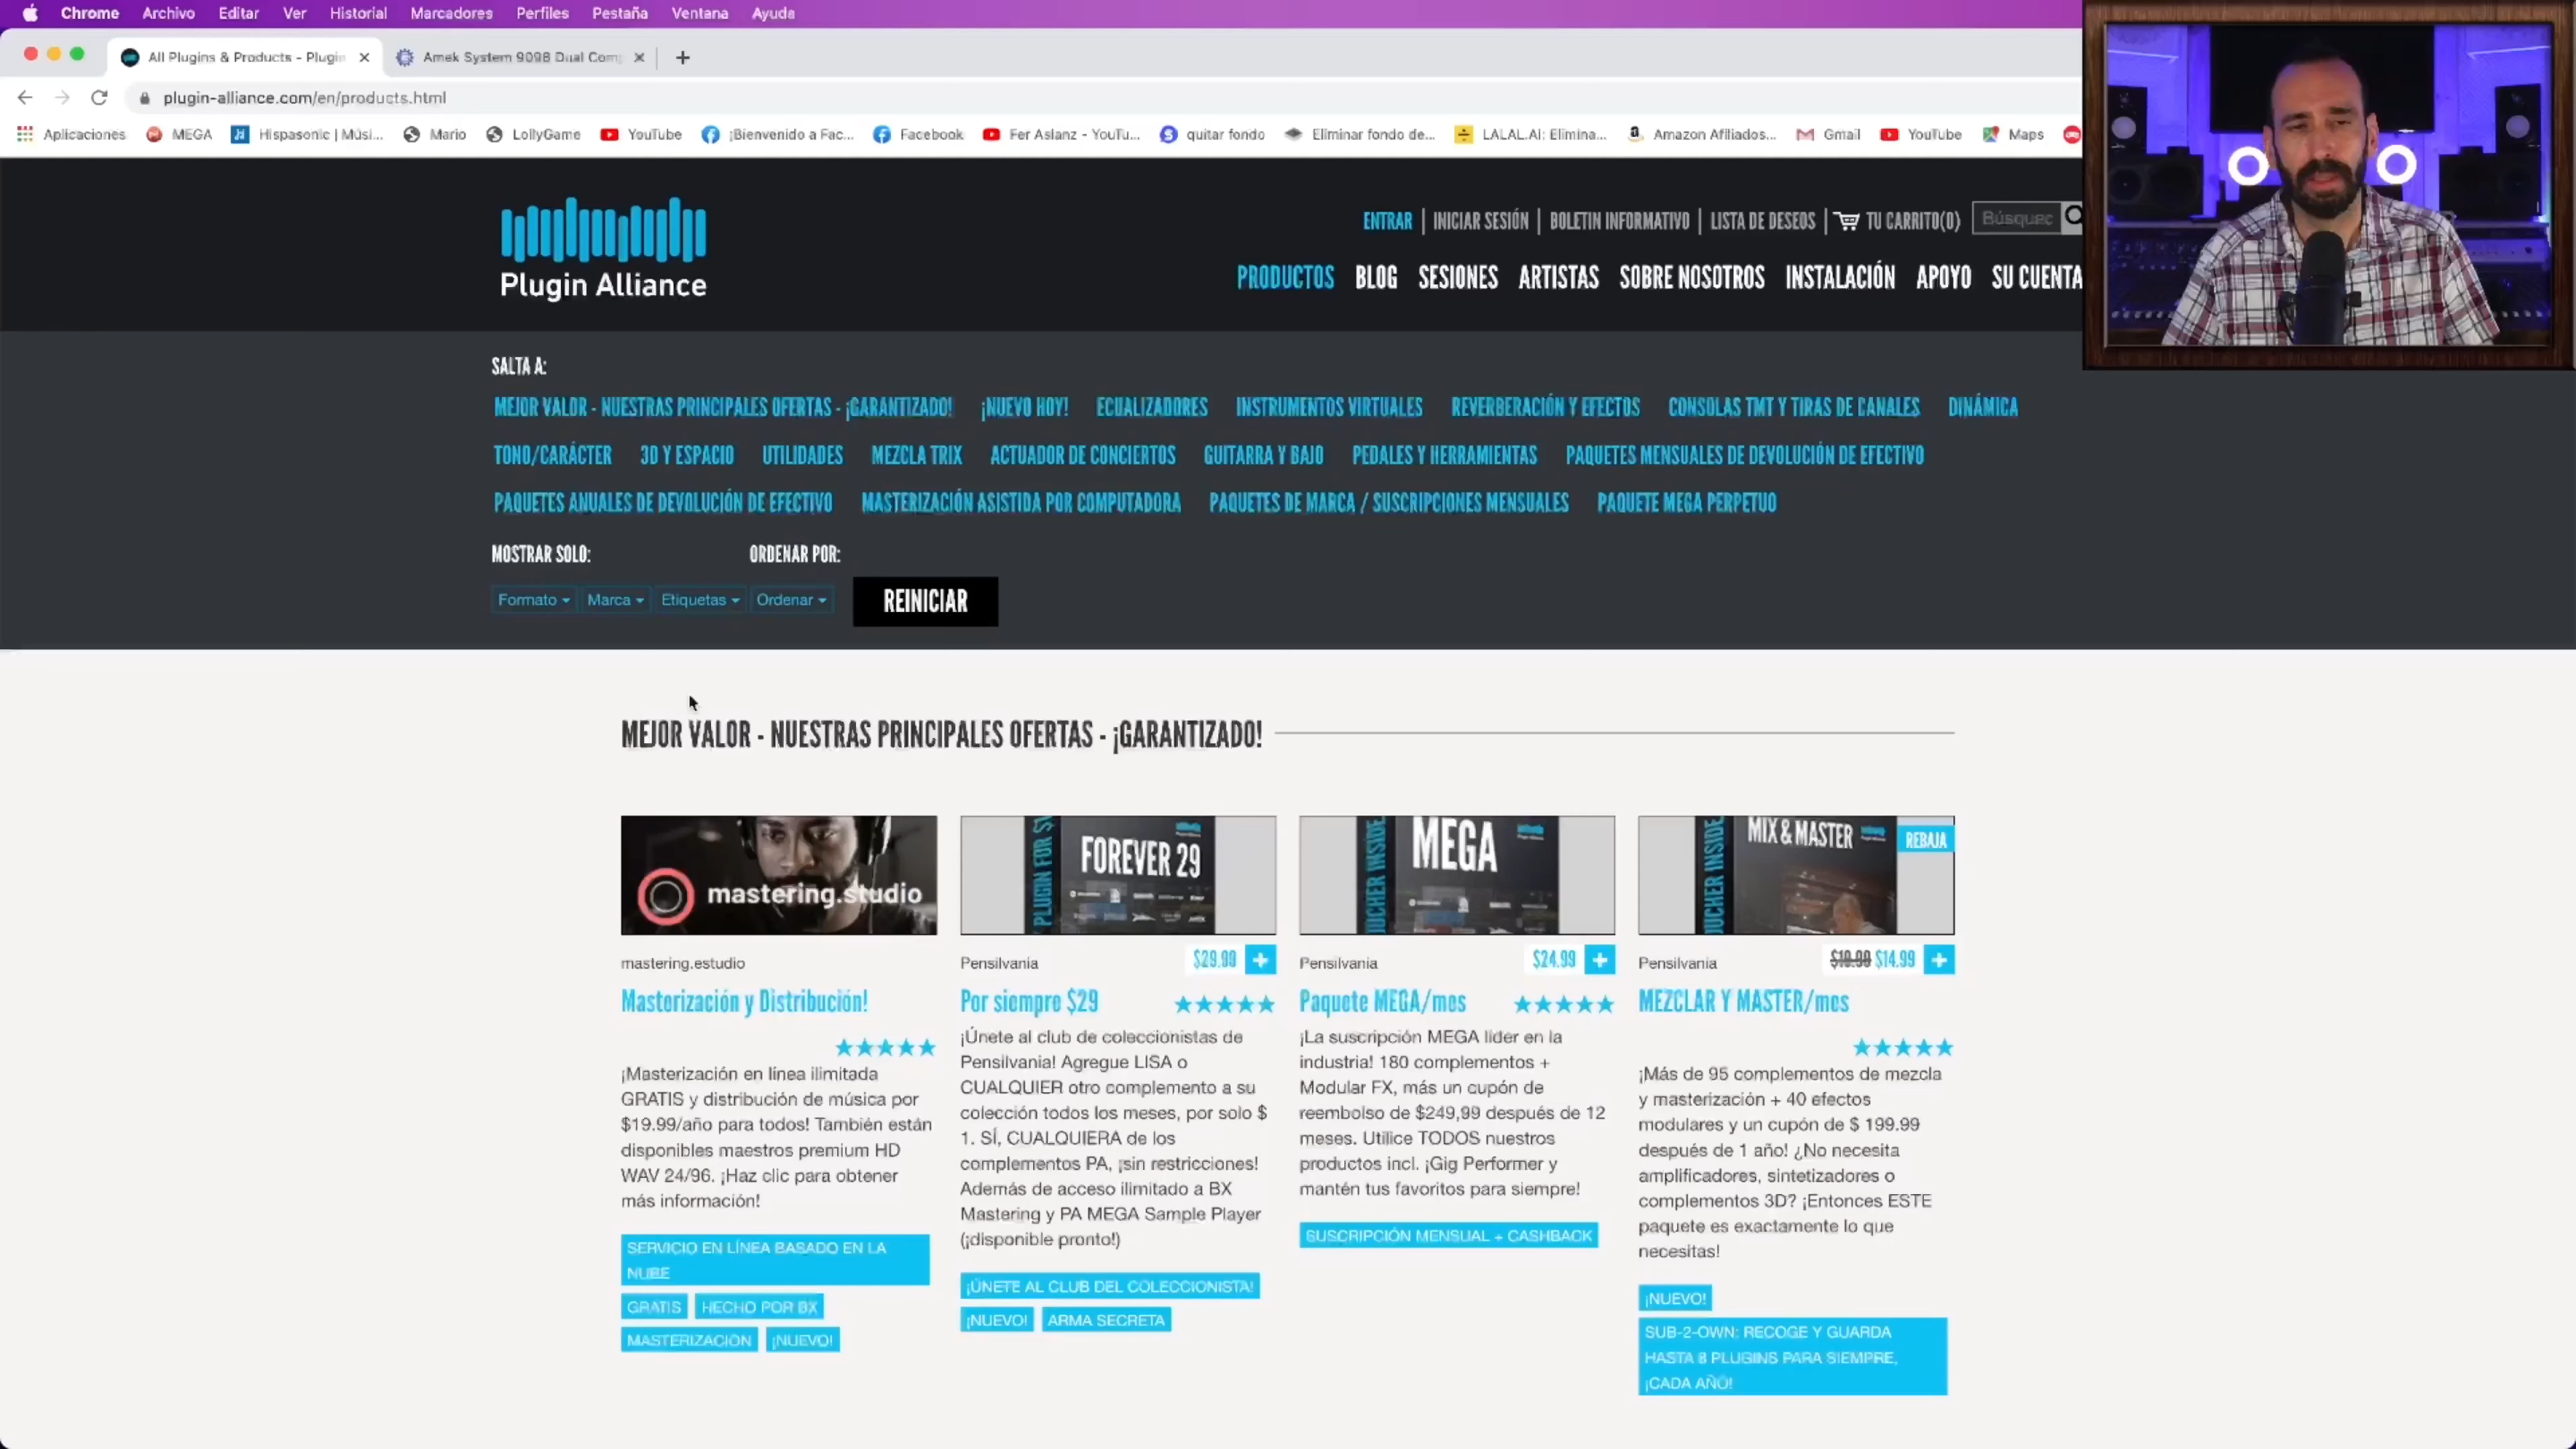 Chrome Archivo Editar Ver Historial Marcadores Perfiles Pestaña Ventana Ayuda
All Plugins & Products - Plugin
Amek System 9098 Dual Com
plugin-alliance.com/en/products.html
Aplicaciones MEGA Hispasonic | Músi... Mario LollyGame YouTube ¡Bienvenido a Fac... Facebook Fer Aslanz - YouTu... quitar fondo Eliminar fondo de... LALAL.AI: Elimina... Amazon Afiliados... Gmail YouTube Maps
Plugin Alliance
ENTRAR | INICIAR SESIÓN | BOLETIN INFORMATIVO | LISTA DE DESEOS | TU CARRITO(0) Búsquec
PRODUCTOS BLOG SESIONES ARTISTAS SOBRE NOSOTROS INSTALACIÓN APOYO SU CUENTA
SALTA A:
MEJOR VALOR - NUESTRAS PRINCIPALES OFERTAS - ¡GARANTIZADO! ¡NUEVO HOY! ECUALIZADORES INSTRUMENTOS VIRTUALES REVERBERACIÓN Y EFECTOS CONSOLAS TMT Y TIRAS DE CANALES DINÁMICA
TONO/CARÁCTER 3D Y ESPACIO UTILIDADES MEZCLA TRIX ACTUADOR DE CONCIERTOS GUITARRA Y BAJO PEDALES Y HERRAMIENTAS PAQUETES MENSUALES DE DEVOLUCIÓN DE EFECTIVO
PAQUETES ANUALES DE DEVOLUCIÓN DE EFECTIVO MASTERIZACIÓN ASISTIDA POR COMPUTADORA PAQUETES DE MARCA / SUSCRIPCIONES MENSUALES PAQUETE MEGA PERPETUO
MOSTRAR SOLO: ORDENAR POR:
Formato Marca Etiquetas Ordenar REINICIAR
MEJOR VALOR - NUESTRAS PRINCIPALES OFERTAS - ¡GARANTIZADO!
mastering.studio
mastering.estudio
Masterización y Distribución!
¡Masterización en línea ilimitada
GRATIS y distribución de música por
$19.99/año para todos! También están
disponibles maestros premium HD
WAV 24/96. ¡Haz clic para obtener
más información!
SERVICIO EN LÍNEA BASADO EN LA
NUBE
GRATIS HECHO POR BX
MASTERIZACIÓN ¡NUEVO!
PLUGIN FOR
FOREVER 29
Pensilvania $29.99 +
Por siempre $29
¡Únete al club de coleccionistas de
Pensilvania! Agregue LISA o
CUALQUIER otro complemento a su
colección todos los meses, por solo $
1. SÍ, CUALQUIERA de los
complementos PA, ¡sin restricciones!
Además de acceso ilimitado a BX
Mastering y PA MEGA Sample Player
(¡disponible pronto!)
¡ÚNETE AL CLUB DEL COLECCIONISTA!
¡NUEVO! ARMA SECRETA
OUCHER INSIDE
MEGA
Pensilvania $24.99 +
Paquete MEGA/mes
¡La suscripción MEGA líder en la
industria! 180 complementos +
Modular FX, más un cupón de
reembolso de $249,99 después de 12
meses. Utilice TODOS nuestros
productos incl. ¡Gig Performer y
mantén tus favoritos para siempre!
SUSCRIPCIÓN MENSUAL + CASHBACK
OUCHER INSIDE
MIX & MASTER
REBAJA
Pensilvania $19.99 $14.99 +
MEZCLAR Y MASTER/mes
¡Más de 95 complementos de mezcla
y masterización + 40 efectos
modulares y un cupón de $ 199.99
después de 1 año! ¿No necesita
amplificadores, sintetizadores o
complementos 3D? ¡Entonces ESTE
paquete es exactamente lo que
necesitas!
¡NUEVO!
SUB-2-OWN: RECOGE Y GUARDA
HASTA 8 PLUGINS PARA SIEMPRE,
¡CADA AÑO!